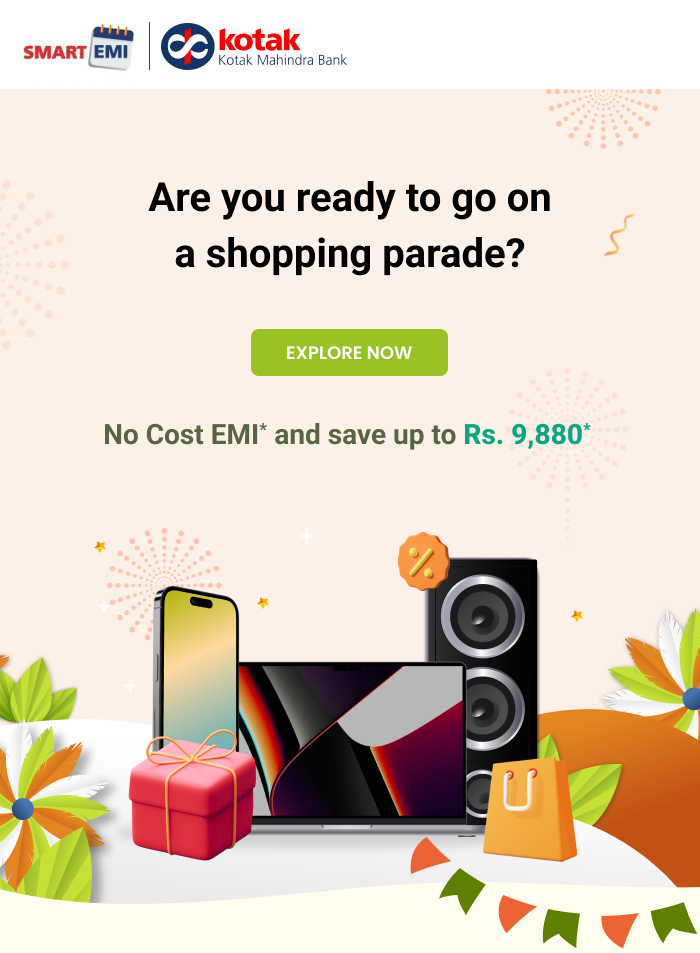 SMART EMI
kotak
Kotak Mahindra Bank
Are you ready to go on
a shopping parade?
EXPLORE NOW
No Cost EMI* and save up to Rs. 9,880*
%